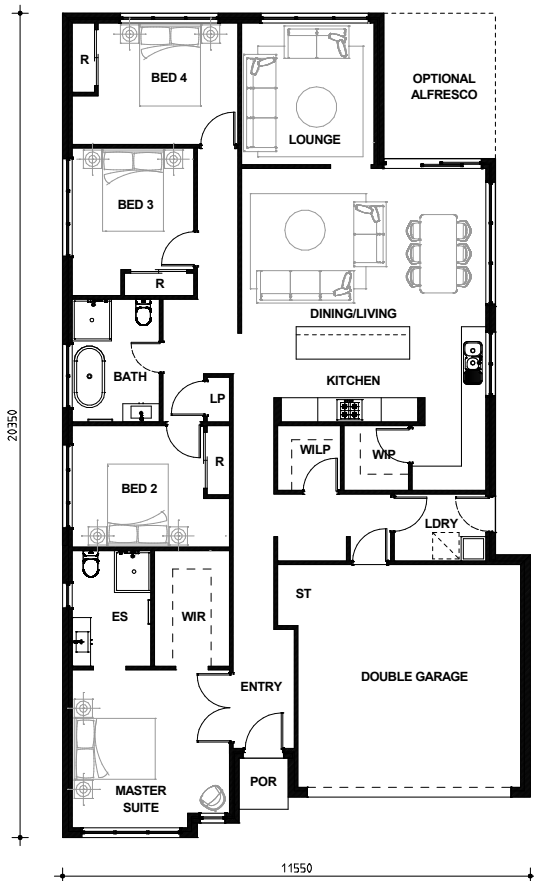 R
BED 4
LOUNGE
OPTIONAL
ALFRESCO
BED 3
R
DINING/LIVING
BATH
KITCHEN
LP
WILP
WIP
R
BED 2
LDRY
ES
WIR
ST
DOUBLE GARAGE
ENTRY
POR
MASTER
SUITE
20350
11550